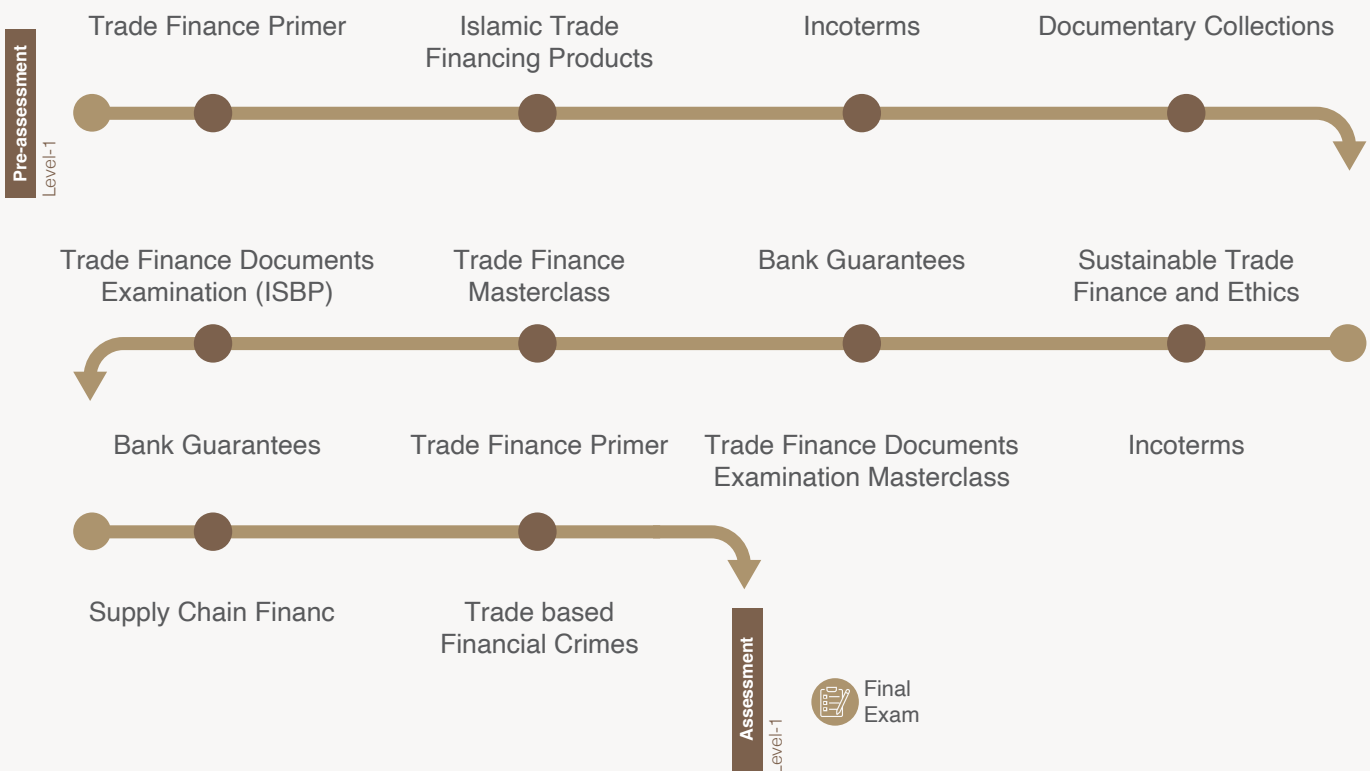 Pre-assessment
Level-1
Trade Finance Primer
Islamic Trade
Financing Products
Incoterms
Documentary Collections
Trade Finance Documents
Examination (ISBP)
Trade Finance
Masterclass
Bank Guarantees
Sustainable Trade
Finance and Ethics
Bank Guarantees
Trade Finance Primer
Trade Finance Documents
Examination Masterclass
Incoterms
Supply Chain Financ
Trade based
Financial Crimes
Assessment
Level-1
Final
Exam